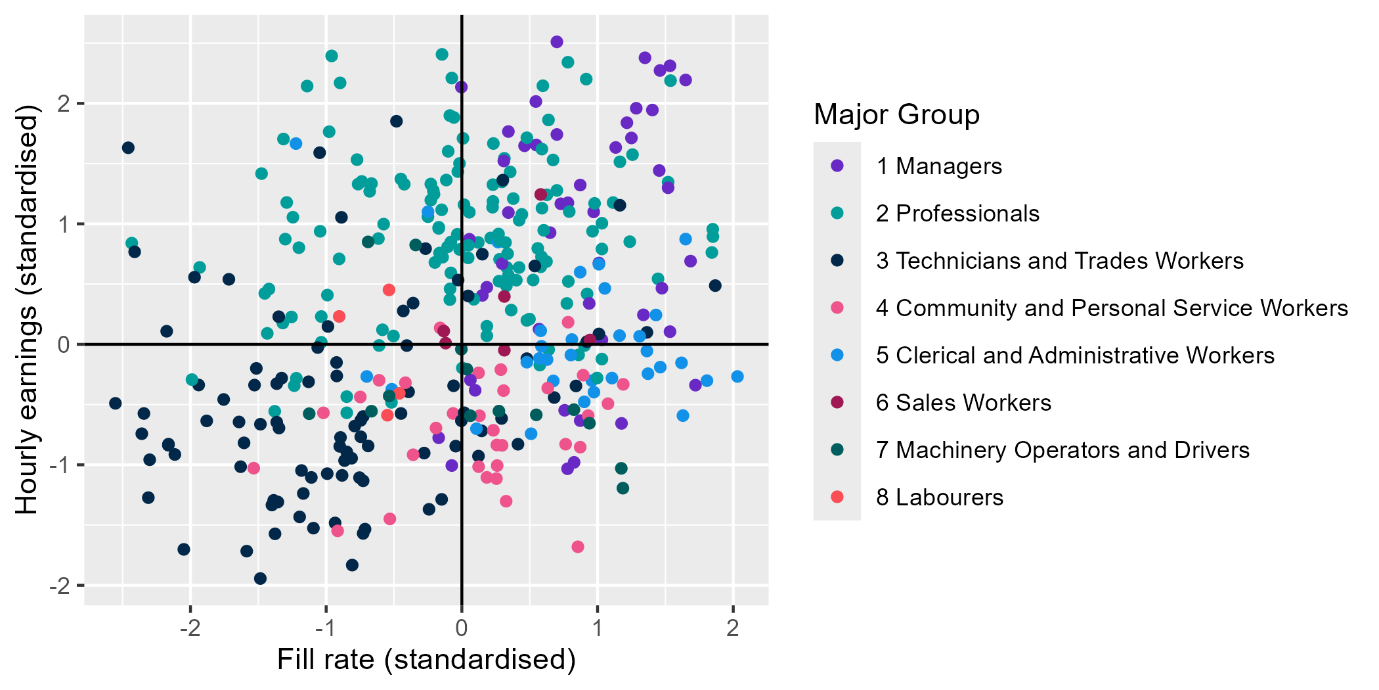 Hourly earnings (standardised)
2
1
0
-1
-2
-2
-1
0
1
2
Fill rate (standardised)
Major Group
1 Managers
2 Professionals
3 Technicians and Trades Workers
4 Community and Personal Service Workers
5 Clerical and Administrative Workers
6 Sales Workers
7 Machinery Operators and Drivers
8 Labourers